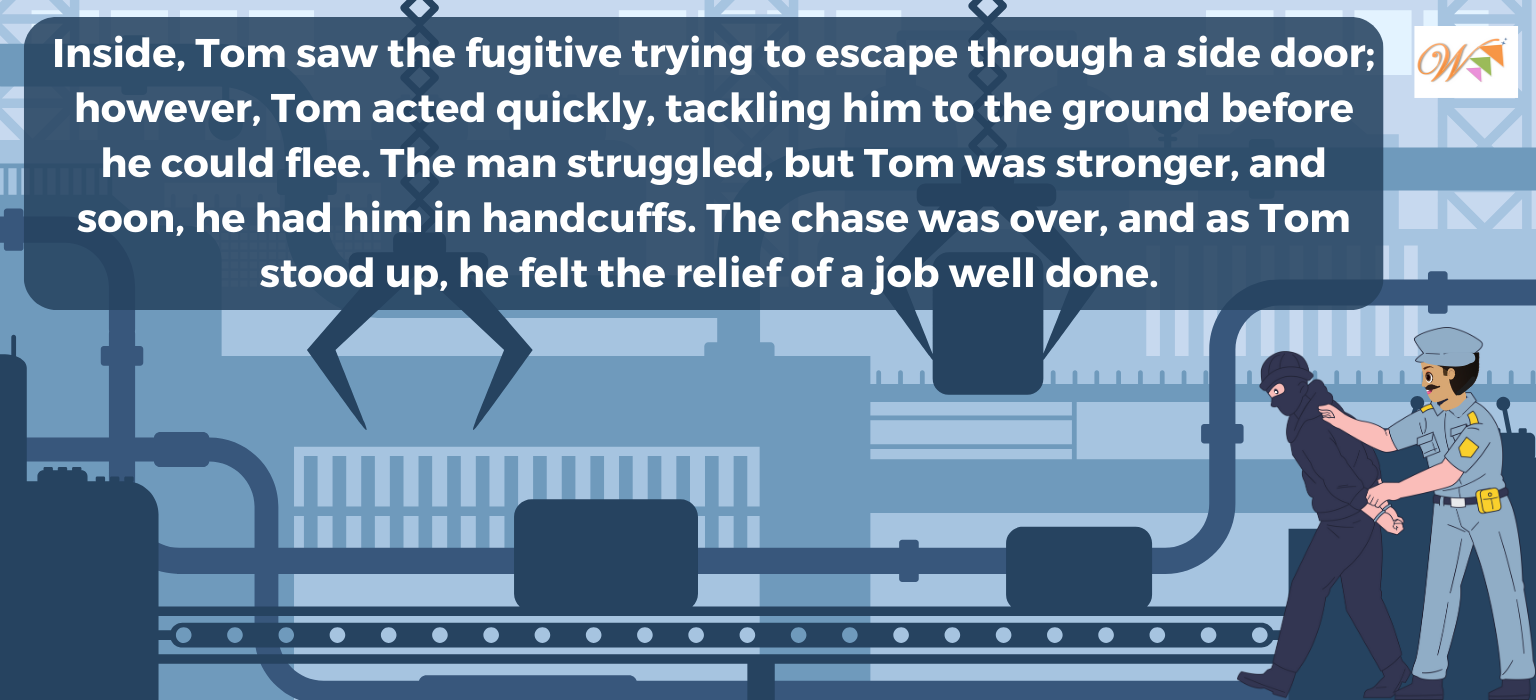 Inside, Tom saw the fugitive trying to escape through a side door;
however, Tom acted quickly, tackling him to the ground before
he could flee. The man struggled, but Tom was stronger, and
soon, he had him in handcuffs. The chase was over, and as Tom
stood up, he felt the relief of a job well done.
W